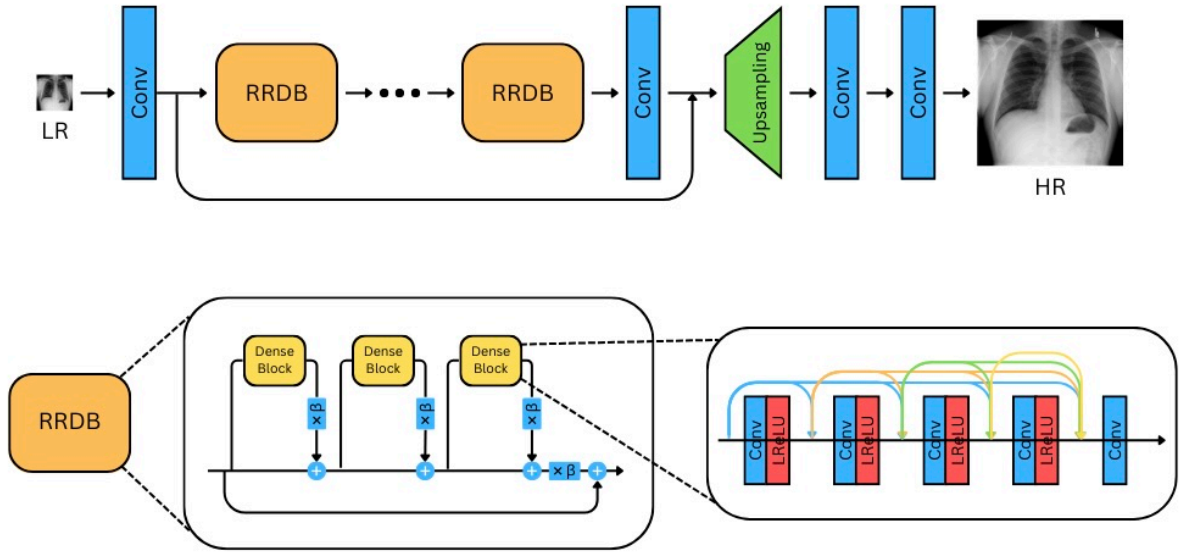 LR
Conv
RRDB
RRDB
Conv
Upsampling
Conv
Conv
HR
RRDB
Dense
Block
Dense
Block
Dense
Block
× β
× β
× β
+
+
+
× β
+
Conv
LReLU
Conv
LReLU
Conv
LReLU
Conv
LReLU
Conv